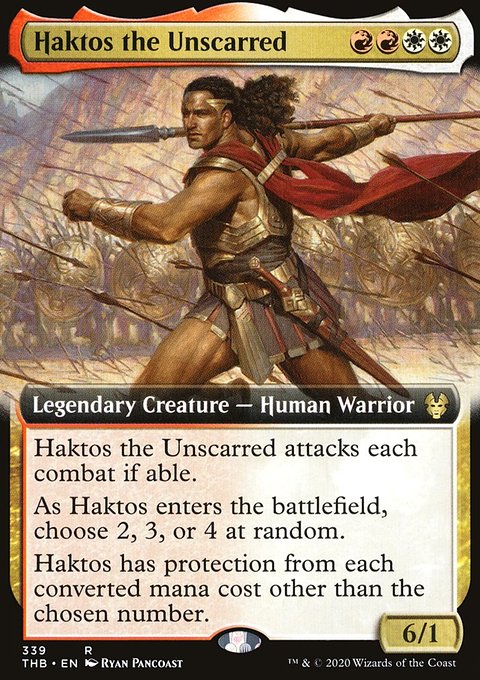 Haktos the Unscarred
Legendary Creature — Human Warrior
Haktos the Unscarred attacks each
combat if able.
As Haktos enters the battlefield,
choose 2, 3, or 4 at random.
Haktos has protection from each
converted mana cost other than the
chosen number.
6/1
339 R
THB • EN Ryan Pancoast
™ & © 2020 Wizards of the Coast